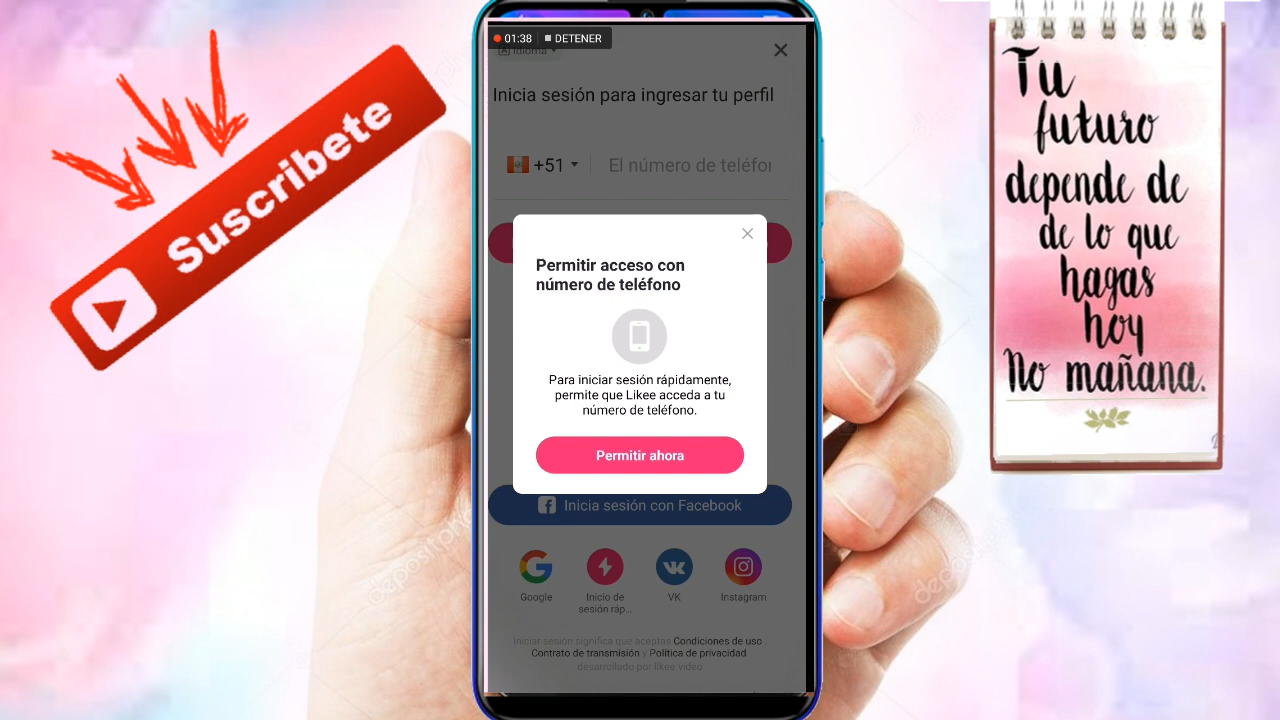 01:38 DETENER
Idioma
Inicia sesión para ingresar tu perfil
+51 El número de teléfor
Permitir acceso con
número de teléfono
Para iniciar sesión rápidamente,
permite que Likee acceda a tu
número de teléfono.
Permitir ahora
Inicia sesión con Facebook
Google
Inicio de
sesión ráp...
VK
Instagram
Iniciar sesión significa que aceptas Condiciones de uso
Contrato de transmisión y Política de privacidad
desarrollado por likee video
Suscribete
Tu
futuro
depende de
de lo que
hagas
hoy
No mañana.